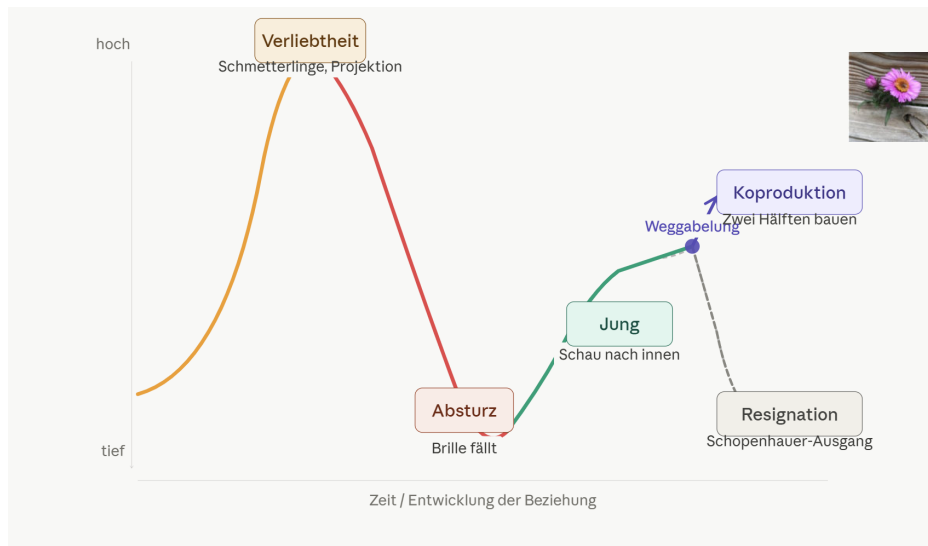 hoch
Verliebtheit
Schmetterlinge, Projektion
Koproduktion
Zwei Hälften bauen
Weggabelung
Jung
Schau nach innen
Absturz
Brille fällt
Resignation
Schopenhauer-Ausgang
tief
Zeit / Entwicklung der Beziehung